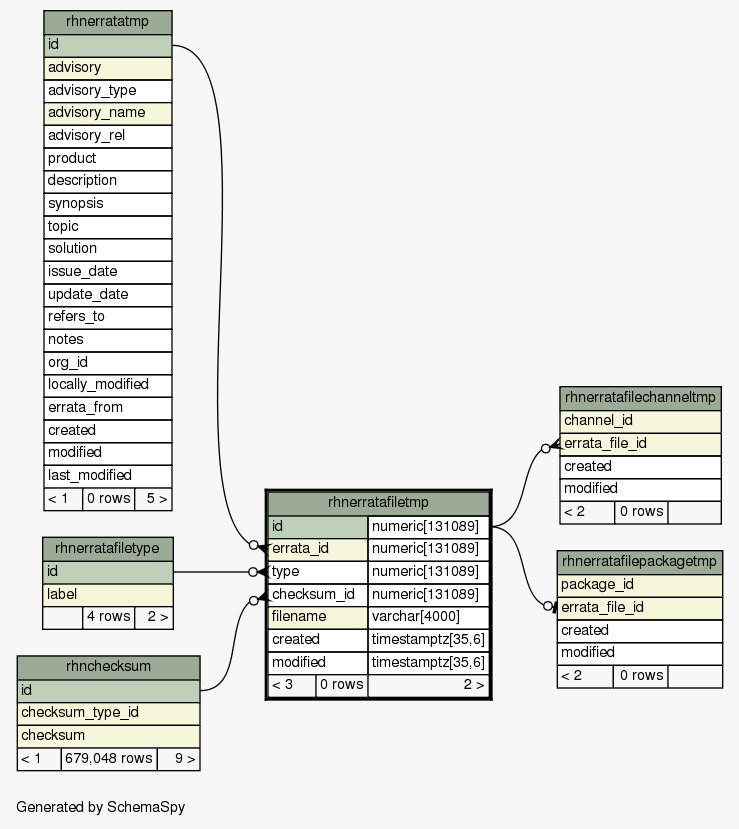 rhnerratatmp
id
advisory
advisory_type
advisory_name
advisory_rel
product
description
synopsis
topic
solution
issue_date
update_date
refers_to
notes
org_id
locally_modified
errata_from
created
modified
last_modified
< 1 0 rows 5 >
rhnerratafiletype
id
label
4 rows 2 >
rhnchecksum
id
checksum_type_id
checksum
< 1 679,048 rows 9 >
rhnerratafiletmp
id numeric[131089]
errata_id numeric[131089]
type numeric[131089]
checksum_id numeric[131089]
filename varchar[4000]
created timestamptz[35,6]
modified timestamptz[35,6]
< 3 0 rows 2 >
rhnerratafilechanneltmp
channel_id
errata_file_id
created
modified
< 2 0 rows
rhnerratafilepackagetmp
package_id
errata_file_id
created
modified
< 2 0 rows
Generated by SchemaSpy